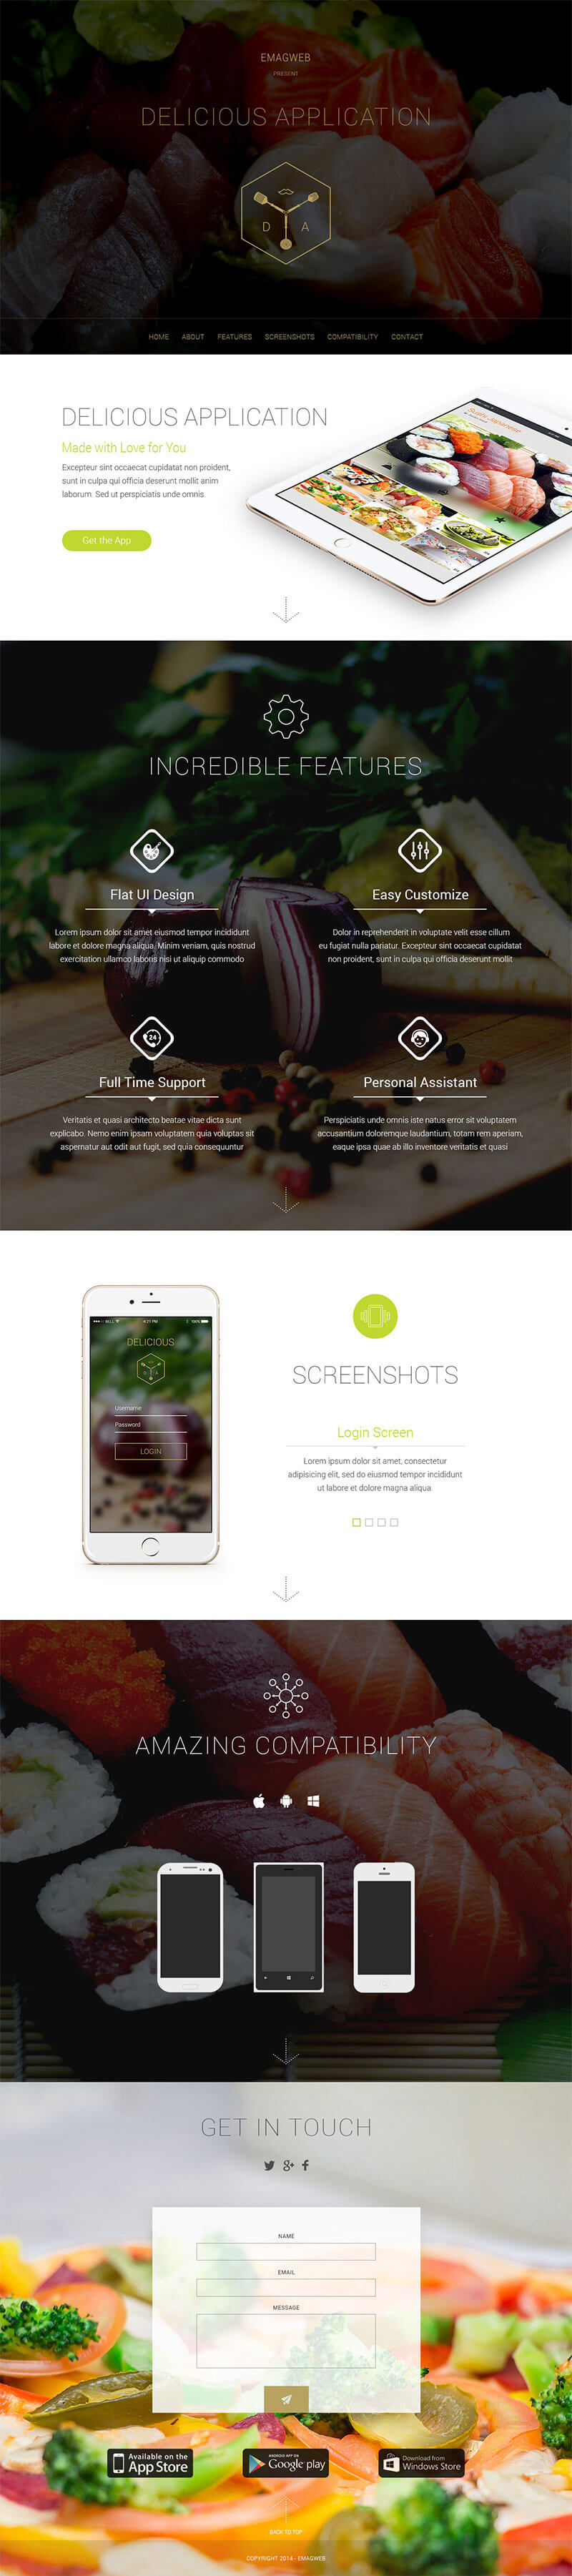 EMAGWEB
PRESENT
DELICIOUS APPLICATION
D A
HOME ABOUT FEATURES SCREENSHOTS COMPATIBILITY CONTACT
DELICIOUS APPLICATION
Made with Love for You
Excepteur sint occaecat cupidatat non proident,
sunt in culpa qui officia deserunt mollit anim
laborum. Sed ut perspiciatis unde omnis.
Get the App
Sushi Japanese
INCREDIBLE FEATURES
Flat UI Design
Lorem ipsum dolor sit amet eiusmod tempor incididunt
labore et dolore magna aliqua. Minim veniam, quis nostrud
exercitation ullamco laboris nisi ut aliquip commodo
Easy Customize
Dolor in reprehenderit in voluptate velit esse cillum
eu fugiat nulla pariatur. Excepteur sint occaecat cupidatat
non proident, sunt in culpa qui officia deserunt mollit
24
Full Time Support
Veritatis et quasi architecto beatae vitae dicta sunt
explicabo. Nemo enim ipsam voluptatem quia voluptas sit
aspernatur aut odit aut fugit, sed quia consequuntur
Personal Assistant
Perspiciatis unde omnis iste natus error sit voluptatem
accusantium doloremque laudantium, totam rem aperiam,
eaque ipsa quae ab illo inventore veritatis et quasi
BELL 4:21 PM 100%
DELICIOUS
D A
Username
Password
LOGIN
SCREENSHOTS
Login Screen
Lorem ipsum dolor sit amet, consectetur
adipisicing elit, sed do eiusmod tempor incididunt
ut labore et dolore magna aliqua.
AMAZING COMPATIBILITY
GET IN TOUCH
NAME
EMAIL
MESSAGE
Available on the
App Store
ANDROID APP ON
Google play
Download from
Windows Store
BACK TO TOP
COPYRIGHT 2014 - EMAGWEB